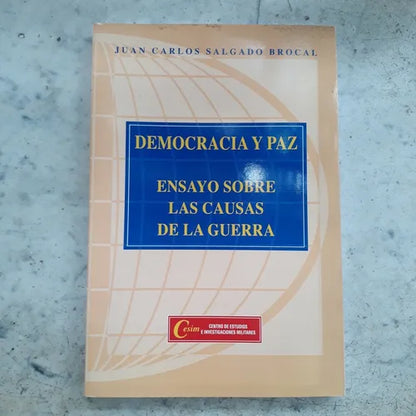 JUAN CARLOS SALGADO BROCAL
DEMOCRACIA Y PAZ
ENSAYO SOBRE
LAS CAUSAS
DE LA GUERRA
Cesim
CENTRO DE ESTUDIOS
E INVESTIGACIONES MILITARES